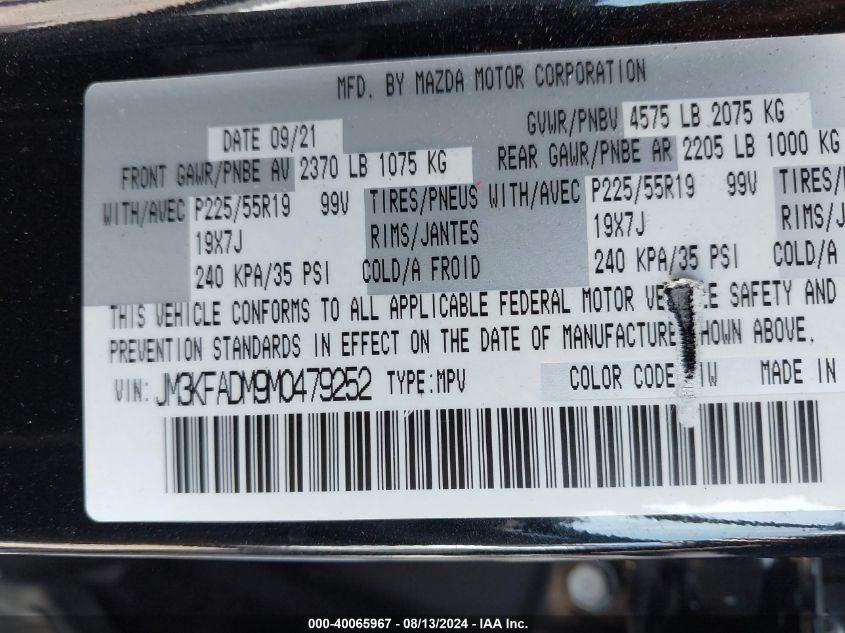 MFD. BY MAZDA MOTOR CORPORATION
DATE 09/21 GVWR/PNBV 4575 LB 2075 KG
FRONT GAWR/PNBE AV 2370 LB 1075 KG REAR GAWR/PNBE AR 2205 LB 1000 KG
WITH/AVEC P225/55R19 99V TIRES/PNEUS WITH/AVEC P225/55R19 99V TIRES/
19X7J RIMS/JANTES 19X7J RIMS/J
240 KPA/35 PSI COLD/A FROID 240 KPA/35 PSI COLD/A
THIS VEHICLE CONFORMS TO ALL APPLICABLE FEDERAL MOTOR SAFETY AND
PREVENTION STANDARDS IN EFFECT ON THE DATE OF MANUFACTURE HOWN ABOVE.
VIN: JM3KFADM9M0479252 TYPE:MPV COLOR CODE MADE IN
000-40065967 - 08/13/2024 - IAA Inc.